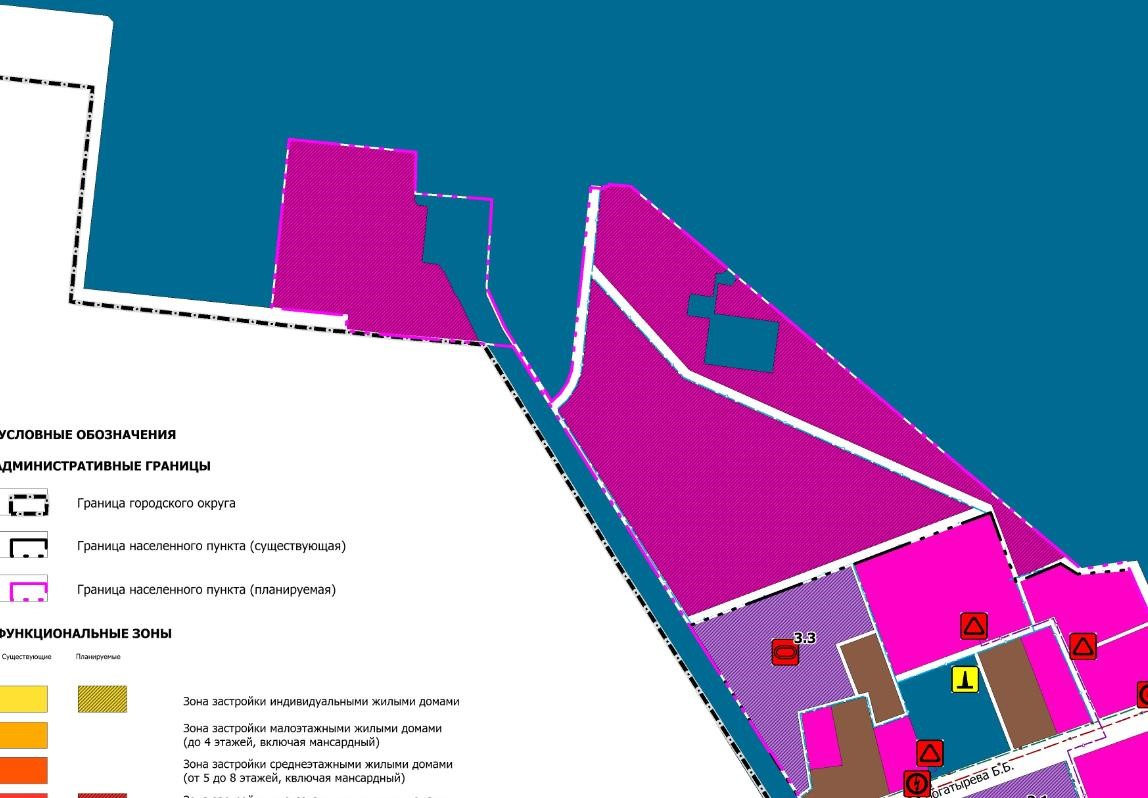 УСЛОВНЫЕ ОБОЗНАЧЕНИЯ
АДМИНИСТРАТИВНЫЕ ГРАНИЦЫ
Граница городского округа
Граница населенного пункта (существующая)
Граница населенного пункта (планируемая)
ФУНКЦИОНАЛЬНЫЕ ЗОНЫ
Существующие Планируемые
Зона застройки индивидуальными жилыми домами
Зона застройки малоэтажными жилыми домами
(до 4 этажей, включая мансардный)
Зона застройки среднеэтажными жилыми домами
(от 5 до 8 этажей, включая мансардный)
3.3
Богатырева Б.Б.